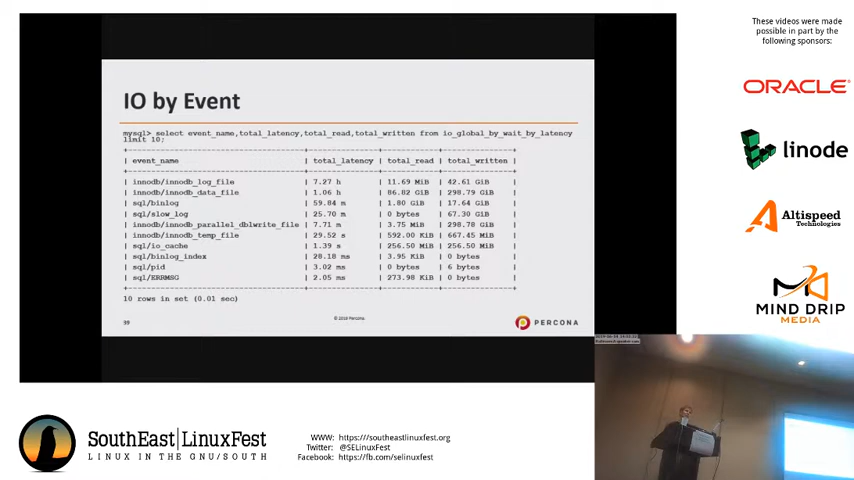 These videos were made
possible in part by the
following sponsors:
ORACLE
linode
Altispeed
Technologies
MIND DRIP
MEDIA
IO by Event
mysql> select event_name,total_latency,total_read,total_written from io_global_by_wait_by_latency
limit 10;
+---
| event_name | total_latency | total_read | total_written |
| innodb/innodb_log_file | 7.27 h | 11.69 MiB | 42.61 GiB |
| innodb/innodb_data_file | 1.06 h | 86.82 GiB | 298.79 GiB |
| sql/binlog | 59.84 m | 1.80 GiB | 17.64 GiB |
| sql/slow_log | 25.70 m | 0 bytes | 67.30 GiB |
| innodb/innodb_parallel_dblwrite_file | 7.71 m | 3.75 MiB | 298.78 GiB |
| innodb/innodb_temp_file | 29.52 s | 592.00 KiB | 667.45 MiB |
| sql/io_cache | 1.39 s | 256.50 MiB | 256.50 MiB |
| sql/binlog_index | 28.18 ms | 3.95 KiB | 0 bytes |
| sql/pid | 3.02 ms | 0 bytes | 6 bytes |
| sql/ERRMSG | 2.05 ms | 273.98 KiB | 0 bytes |
10 rows in set (0.01 sec)
39
© 2018 Percona
PERCONA
SouthEast|LinuxFest
LINUX IN THE GNU/SOUTH
WWW: https://southeastlinuxfest.org
Twitter: @SELinuxFest
Facebook: https://fb.com/selinuxfest